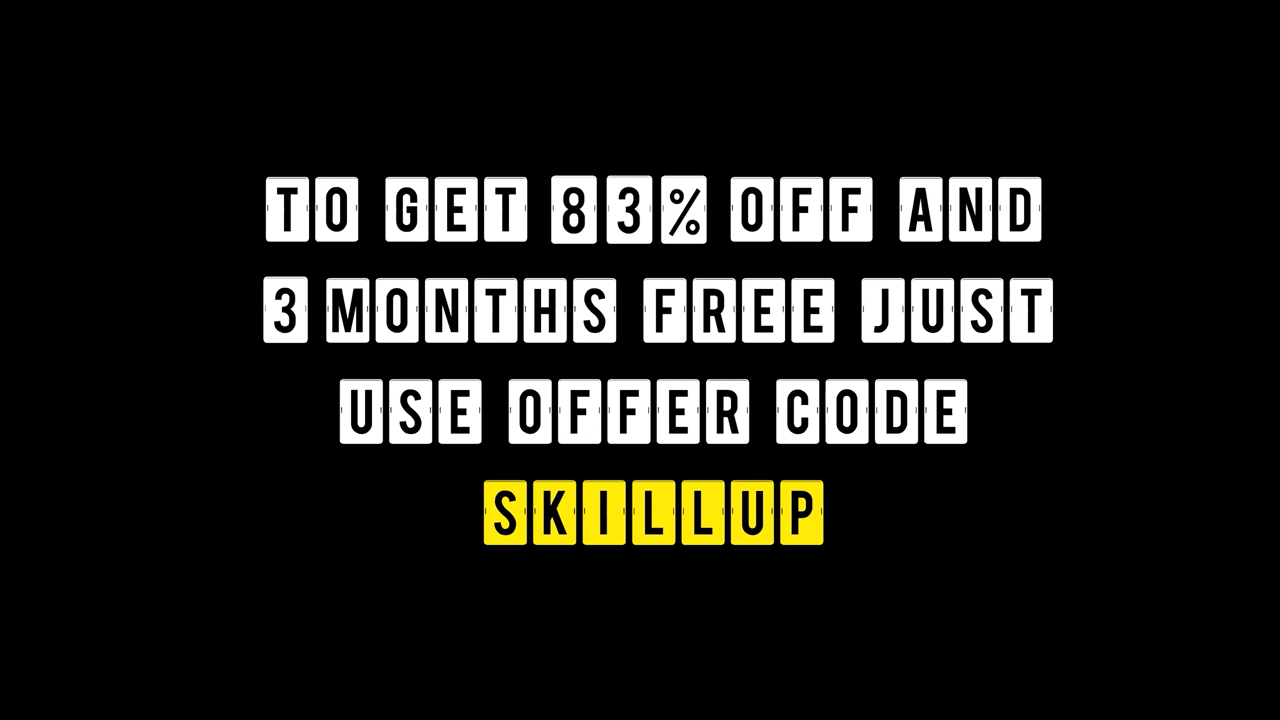 TO GET 83% OFF AND
3 MONTHS FREE JUST
USE OFFER CODE
SKILLUP